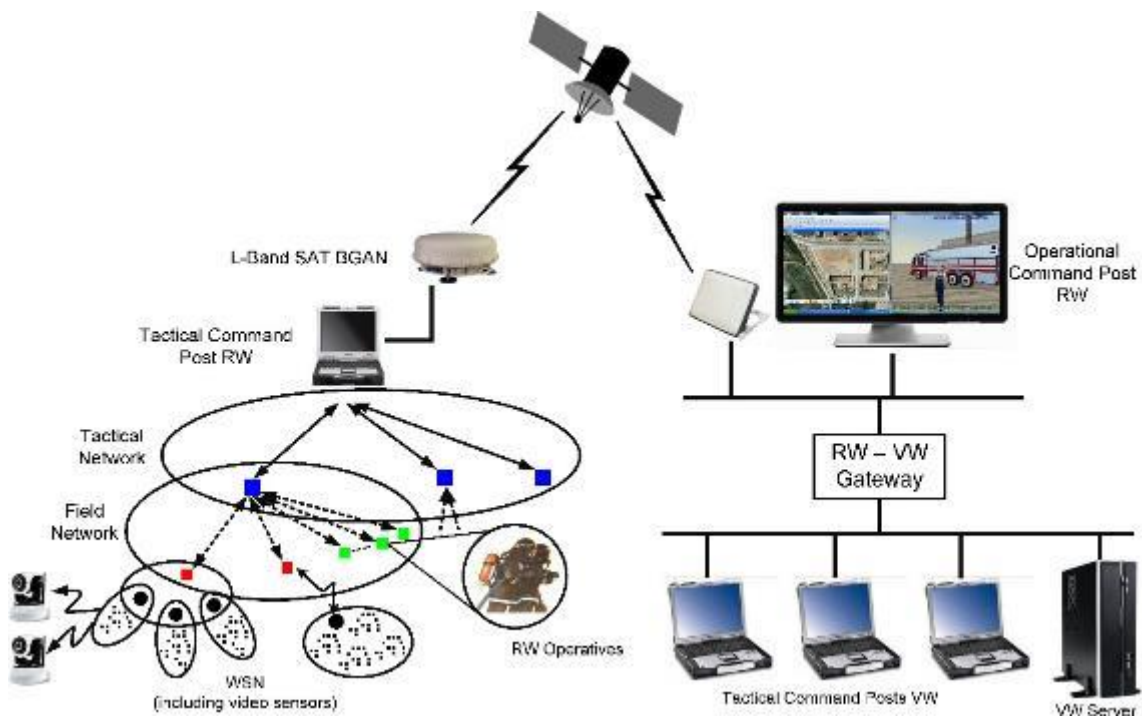 L-Band SAT BGAN
Operational
Command Post
RW
Tactical Command
Post RW
Tactical
Network
RW – VW
Gateway
Field
Network
RW Operatives
WSN
(including video sensors)
Tactical Command Posts VW
VW Server